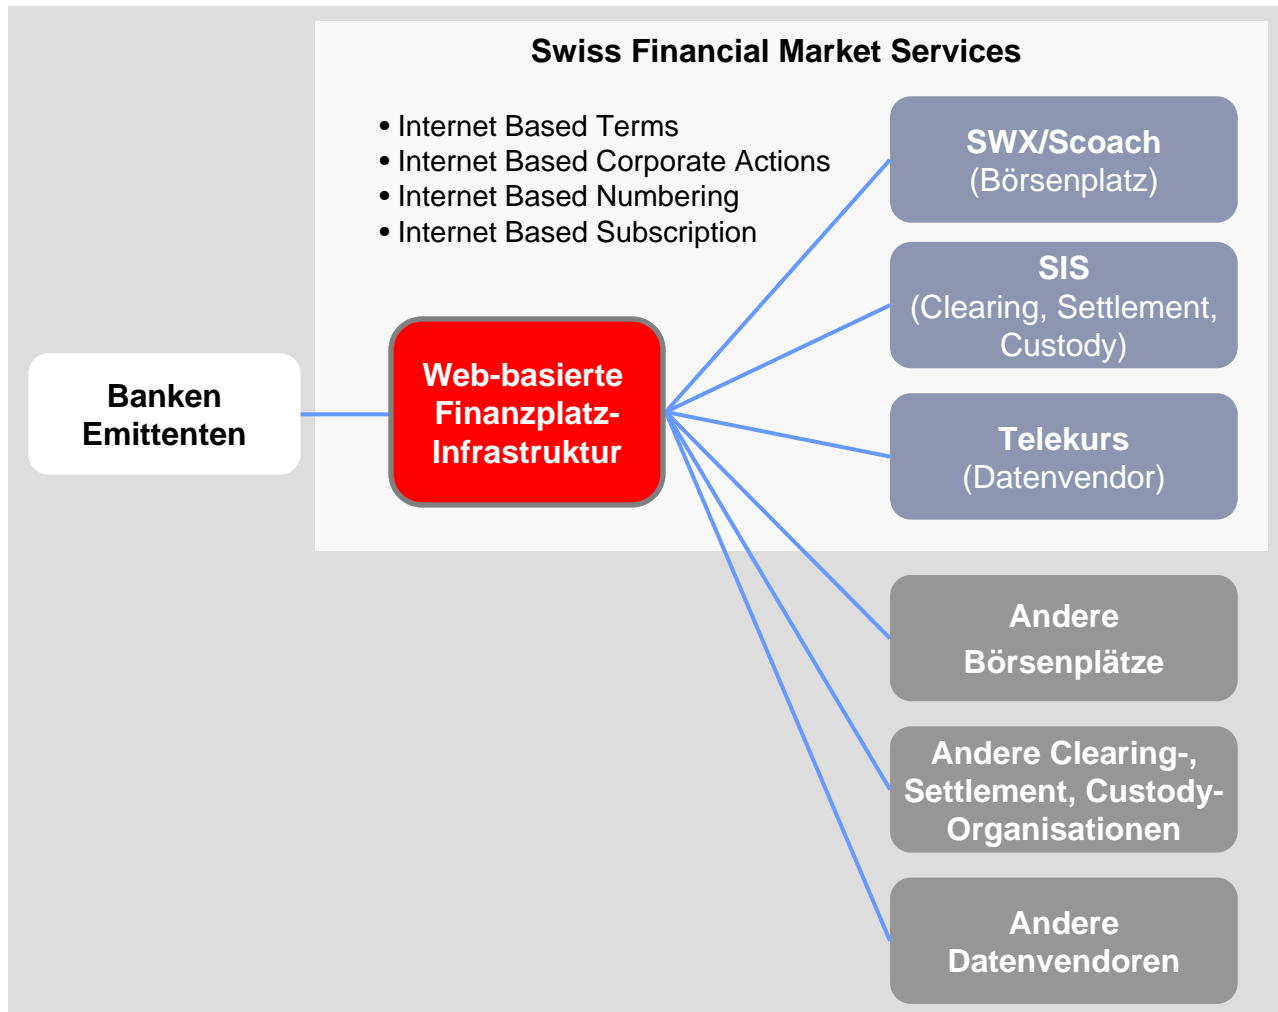 Swiss Financial Market Services
• Internet Based Terms
• Internet Based Corporate Actions
• Internet Based Numbering
• Internet Based Subscription
Banken
Emittenten
Web-basierte
Finanzplatz-
Infrastruktur
SWX/Scoach
(Börsenplatz)
SIS
(Clearing, Settlement,
Custody)
Telekurs
(Datenvendor)
Andere
Börsenplätze
Andere Clearing-,
Settlement, Custody-
Organisationen
Andere
Datenvendoren